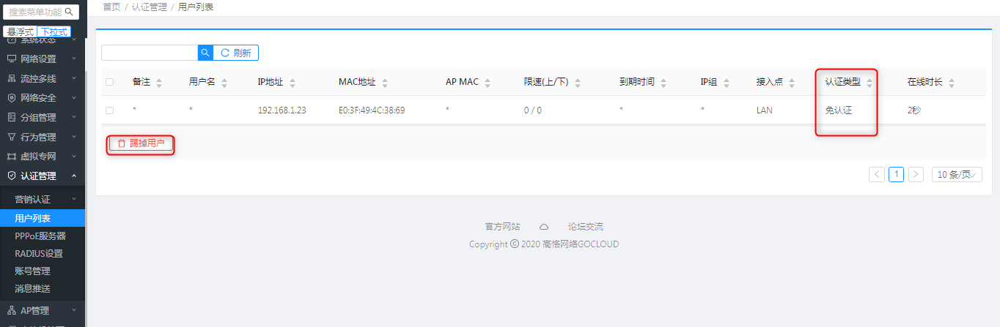 搜索菜单功能
悬浮式 下拉式
系统状态
网络设置
流控多线
网络安全
分组管理
行为管理
虚拟专网
认证管理
营销认证
用户列表
PPPoE服务器
RADIUS设置
账号管理
消息推送
AP管理
首页 / 认证管理 / 用户列表
刷新
备注 用户名 IP地址 MAC地址 AP MAC 限速(上/下) 到期时间 IP组 接入点 认证类型 在线时长
* * 192.168.1.23 E0:3F:49:4C:38:69 * 0 / 0 * * LAN 免认证 2秒
踢掉用户
1 10 条/页
官方网站 论坛交流
Copyright © 2020 高恪网络GOCLOUD